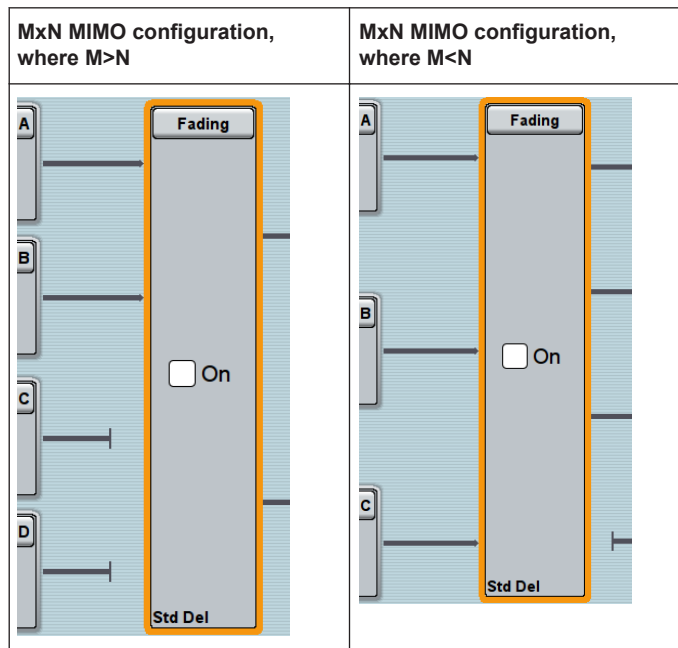 MxN MIMO configuration,
where M>N
MxN MIMO configuration,
where M<N
A
Fading
B
On
C
D
Std Del
A
Fading
B
On
C
Std Del